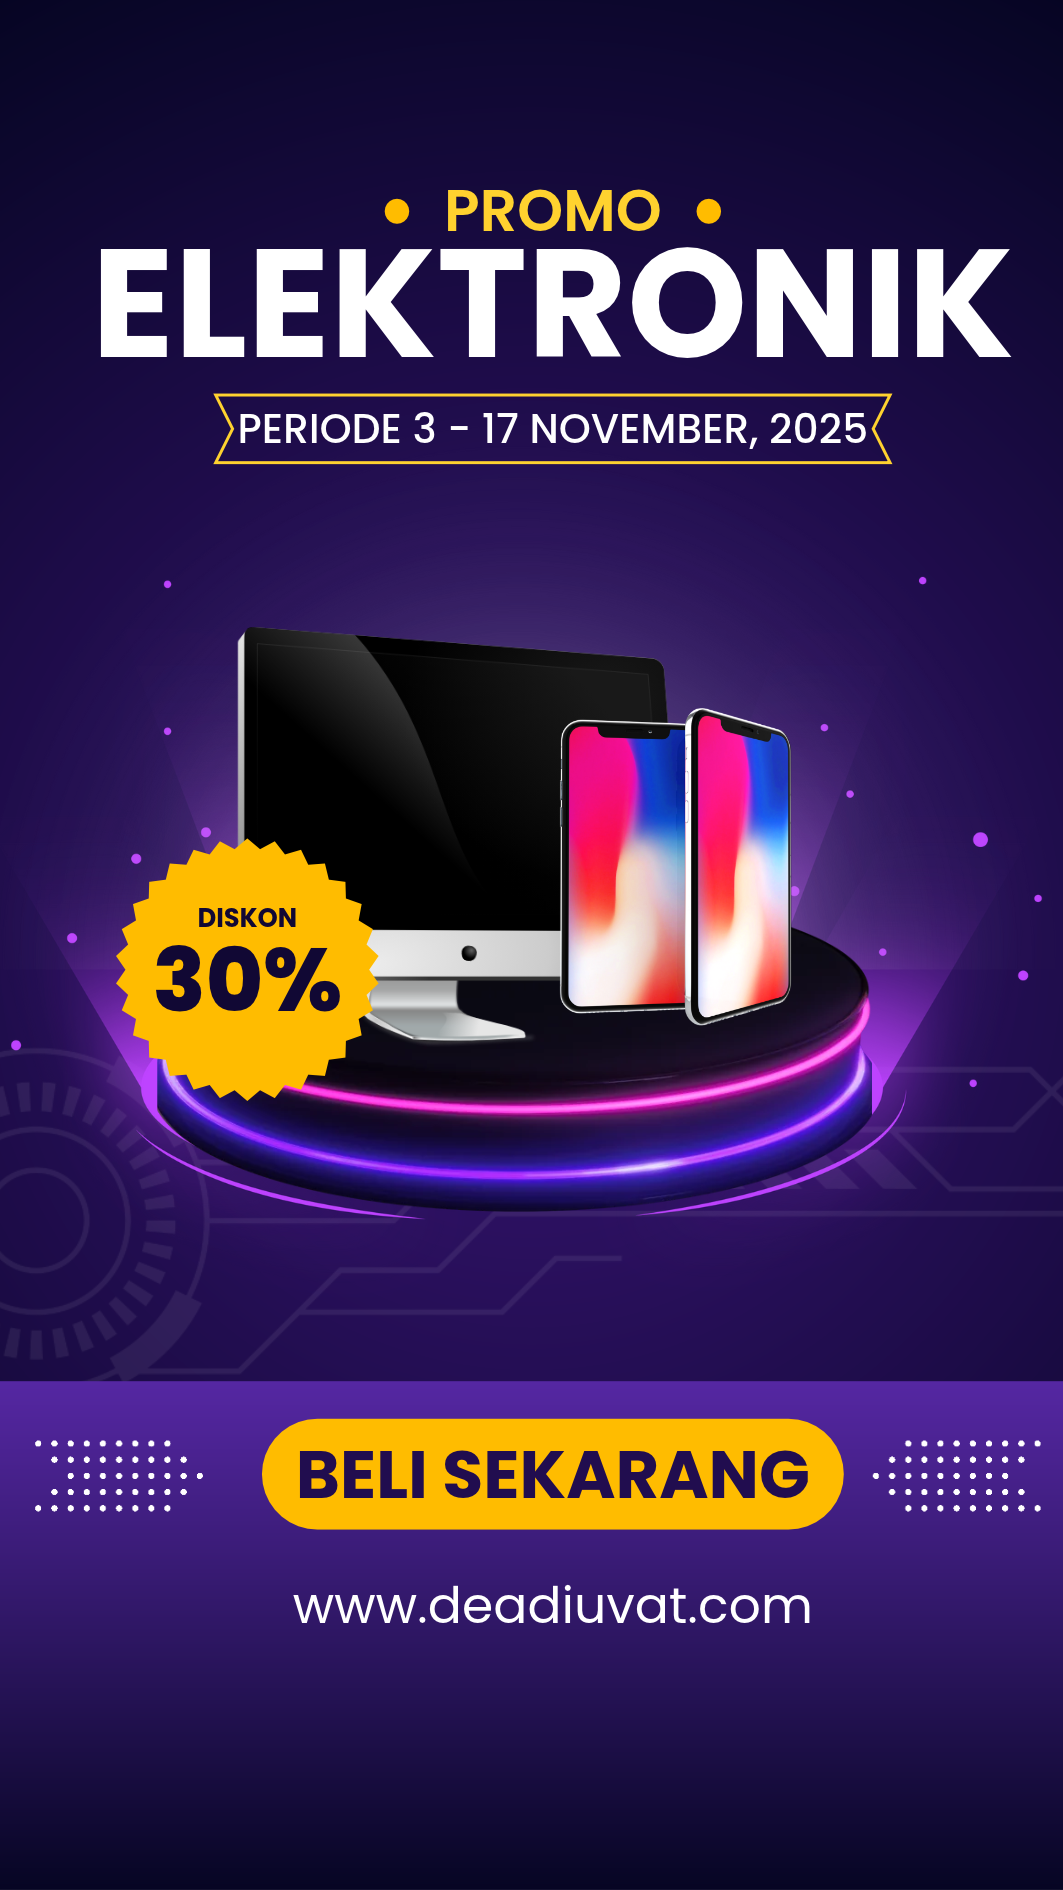 PROMO
ELEKTRONIK
PERIODE 3 - 17 NOVEMBER, 2025
DISKON
30%
BELI SEKARANG
www.deadiuvat.com